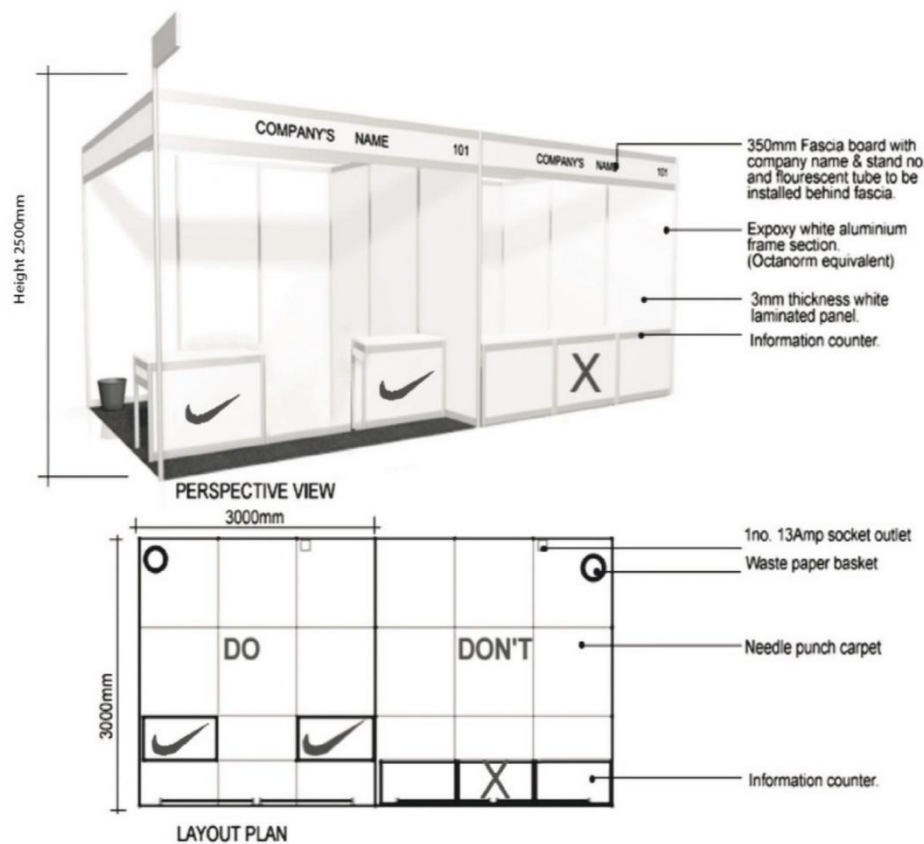 COMPANY'S NAME 101
COMPANY'S NAME 101
350mm Fascia board with
company name & stand no
and flourescent tube to be
installed behind fascia.
Expoxy white aluminium
frame section.
(Octanorm equivalent)
3mm thickness white
laminated panel.
Information counter.
X
Height 2500mm
PERSPECTIVE VIEW
3000mm
3000mm
1no. 13Amp socket outlet
Waste paper basket
DO
DON'T
Needle punch carpet
X
Information counter.
LAYOUT PLAN